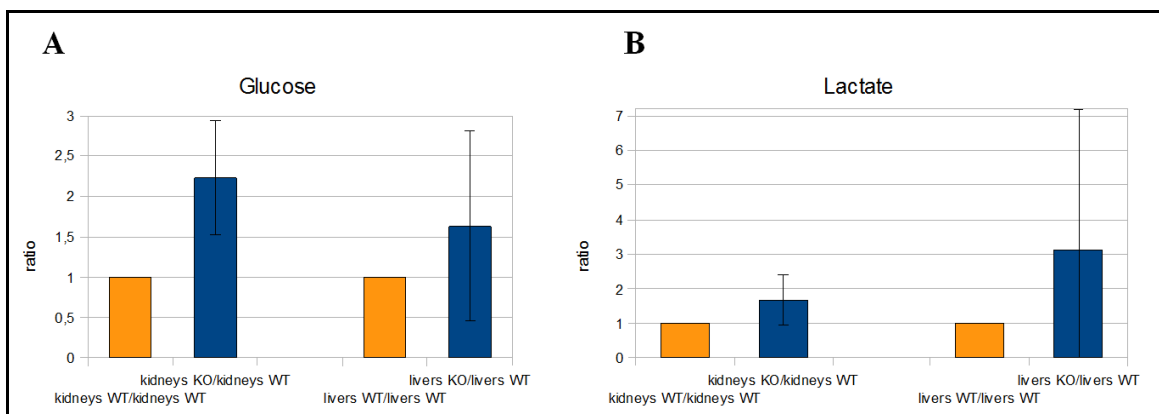 A
Glucose
ratio
3
2,5
2
1,5
1
0,5
0
kidneys KO/kidneys WT
livers KO/livers WT
kidneys WT/kidneys WT
livers WT/livers WT
B
Lactate
ratio
7
6
5
4
3
2
1
0
kidneys KO/kidneys WT
livers KO/livers WT
kidneys WT/kidneys WT
livers WT/livers WT